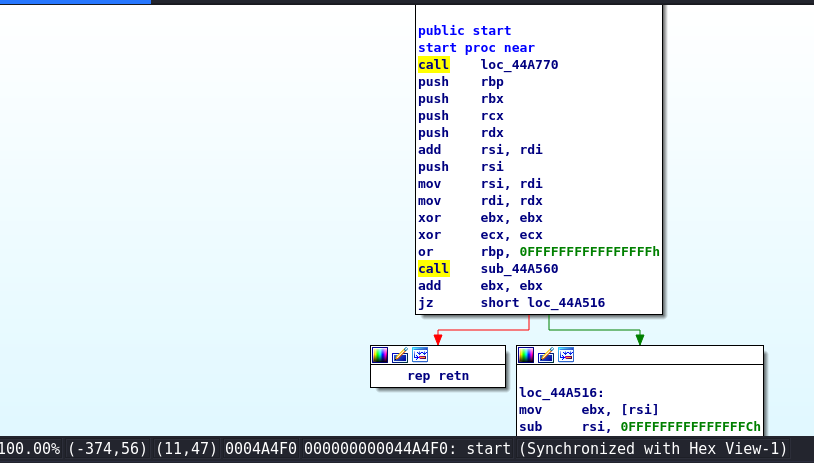 public start
start proc near
call loc_44A770
push rbp
push rbx
push rcx
push rdx
add rsi, rdi
push rsi
mov rsi, rdi
mov rdi, rdx
xor ebx, ebx
xor ecx, ecx
or rbp, 0FFFFFFFFFFFFFFFFh
call sub_44A560
add ebx, ebx
jz short loc_44A516
rep retn
loc_44A516:
mov ebx, [rsi]
sub rsi, 0FFFFFFFFFFFFFFFCh
100.00% (-374,56) (11,47) 0004A4F0 000000000044A4F0: start (Synchronized with Hex View-1)